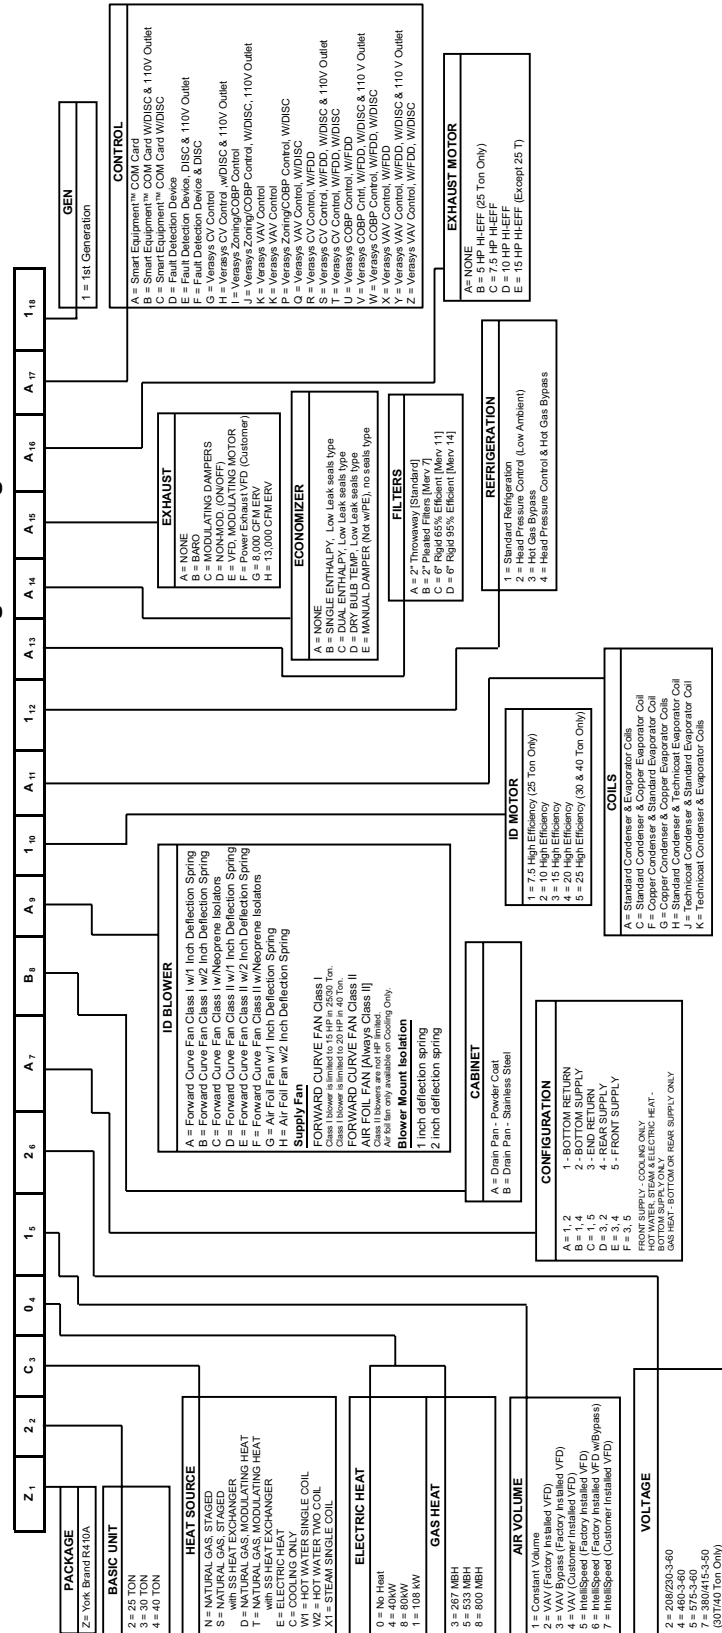 Z 1
2 2
C 3
0 4
1 5
2 6
A 7
B 8
A 9
1 10
A 11
1 12
A 13
A 14
A 15
A 16
A 17
1 18
PACKAGE
Z= York Brand R410A
BASIC UNIT
2 = 25 TON
3 = 30 TON
4 = 40 TON
HEAT SOURCE
N = NATURAL GAS, STAGED
S = NATURAL GAS, STAGED
with SS HEAT EXCHANGER
D = NATURAL GAS, MODULATING HEAT
T = NATURAL GAS, MODULATING HEAT
with SS HEAT EXCHANGER
E = ELECTRIC HEAT
C = COOLING ONLY
W1 = HOT WATER SINGLE COIL
W2 = HOT WATER TWO COIL
X1 = STEAM SINGLE COIL
ELECTRIC HEAT
0 = No Heat
4 = 40kW
8 = 80kW
1 = 108 kW
GAS HEAT
3 = 267 MBH
5 = 533 MBH
8 = 800 MBH
AIR VOLUME
1 = Constant Volume
2 = VAV (Factory Installed VFD)
3 = VAV Bypass (Factory Installed VFD)
4 = VAV (Customer Installed VFD)
5 = IntelliSpeed (Factory Installed VFD)
6 = IntelliSpeed (Factory Installed VFD w/Bypass)
7 = IntelliSpeed (Customer Installed VFD)
VOLTAGE
2 = 208/230-3-60
4 = 460-3-60
5 = 575-3-60
7 = 380/415-3-50
(30T/40 Ton Only)
ID BLOWER
A = Forward Curve Fan Class I w/1 Inch Deflection Spring
B = Forward Curve Fan Class I w/2 Inch Deflection Spring
C = Forward Curve Fan Class I w/Neoprene Isolators
D = Forward Curve Fan Class II w/1 Inch Deflection Spring
E = Forward Curve Fan Class II w/2 Inch Deflection Spring
F = Forward Curve Fan Class II w/Neoprene Isolators
G = Air Foil Fan w/1 Inch Deflection Spring
H = Air Foil Fan w/2 Inch Deflection Spring
Supply Fan
FORWARD CURVE FAN Class I
Class I blower is limited to 15 HP in 25/30 Ton.
Class I blower is limited to 20 HP in 40 Ton.
FORWARD CURVE FAN Class II
AIR FOIL FAN [Always Class II]
Class II blowers are not HP limited.
Air foil fan only available on Cooling Only.
Blower Mount Isolation
1 inch deflection spring
2 inch deflection spring
CABINET
A = Drain Pan - Powder Coat
B = Drain Pan - Stainless Steel
CONFIGURATION
A = 1, 2 1 - BOTTOM RETURN
B = 1, 4 2 - BOTTOM SUPPLY
C = 1, 5 3 - END RETURN
D = 3, 2 4 - REAR SUPPLY
E = 3, 4 5 - FRONT SUPPLY
F = 3, 5
FRONT SUPPLY - COOLING ONLY
HOT WATER, STEAM & ELECTRIC HEAT -
BOTTOM SUPPLY ONLY
GAS HEAT - BOTTOM OR REAR SUPPLY ONLY
ID MOTOR
1 = 7.5 High Efficiency (25 Ton Only)
2 = 10 High Efficiency
3 = 15 High Efficiency
4 = 20 High Efficiency
5 = 25 High Efficiency (30 & 40 Ton Only)
COILS
A = Standard Condenser & Evaporator Coils
C = Standard Condenser & Copper Evaporator Coil
F = Copper Condenser & Standard Evaporator Coil
G = Copper Condenser & Copper Evaporator Coils
H = Standard Condenser & Technicoat Evaporator Coil
J = Technicoat Condenser & Standard Evaporator Coil
K = Technicoat Condenser & Evaporator Coils
EXHAUST
A = NONE
B = BARO
C = MODULATING DAMPERS
D = NON-MOD. (ON/OFF)
E = VFD, MODULATING MOTOR
F = Power Exhaust VFD (Customer)
G = 8,000 CFM ERV
H = 13,000 CFM ERV
ECONOMIZER
A = NONE
B = SINGLE ENTHALPY, Low Leak seals type
C = DUAL ENTHALPY, Low Leak seals type
D = DRY BULB TEMP, Low Leak seals type
E = MANUAL DAMPER (Not w/PE), no seals type
FILTERS
A = 2" Throwaway [Standard]
B = 2" Pleated Filters [Merv 7]
C = 6" Rigid 65% Efficient [Merv 11]
D = 6" Rigid 95% Efficient [Merv 14]
REFRIGERATION
1 = Standard Refrigeration
2 = Head Pressure Control (Low Ambient)
3 = Hot Gas Bypass
4 = Head Pressure Control & Hot Gas Bypass
GEN
1 = 1st Generation
CONTROL
A = Smart Equipment™ COM Card
B = Smart Equipment™ COM Card W/DISC & 110V Outlet
C = Smart Equipment™ COM Card W/DISC
D = Fault Detection Device
E = Fault Detection Device, DISC & 110V Outlet
F = Fault Detection Device & DISC
G = Verasys CV Control
H = Verasys CV Control ,w/DISC & 110V Outlet
I = Verasys Zoning/COBP Control
J = Verasys Zoning/COBP Control, W/DISC, 110V Outlet
K = Verasys VAV Control
K = Verasys VAV Control
P = Verasys Zoning/COBP Control, W/DISC
Q = Verasys VAV Control, W/DISC
R = Verasys CV Control, W/FDD
S = Verasys CV Control, W/FDD, W/DISC & 110V Outlet
T = Verasys CV Control, W/FDD, W/DISC
U = Verasys COBP Control, W/FDD
V = Verasys COBP Cntrl, W/FDD, W/DISC & 110 V Outlet
W = Verasys COBP Control, W/FDD, W/DISC
X = Verasys VAV Control, W/FDD
Y = Verasys VAV Control, W/FDD, W/DISC & 110 V Outlet
Z = Verasys VAV Control, W/FDD, W/DISC
EXHAUST MOTOR
A= NONE
B = 5 HP HI-EFF (25 Ton Only)
C = 7.5 HP HI-EFF
D = 10 HP HI-EFF
E = 15 HP HI-EFF (Except 25 T)